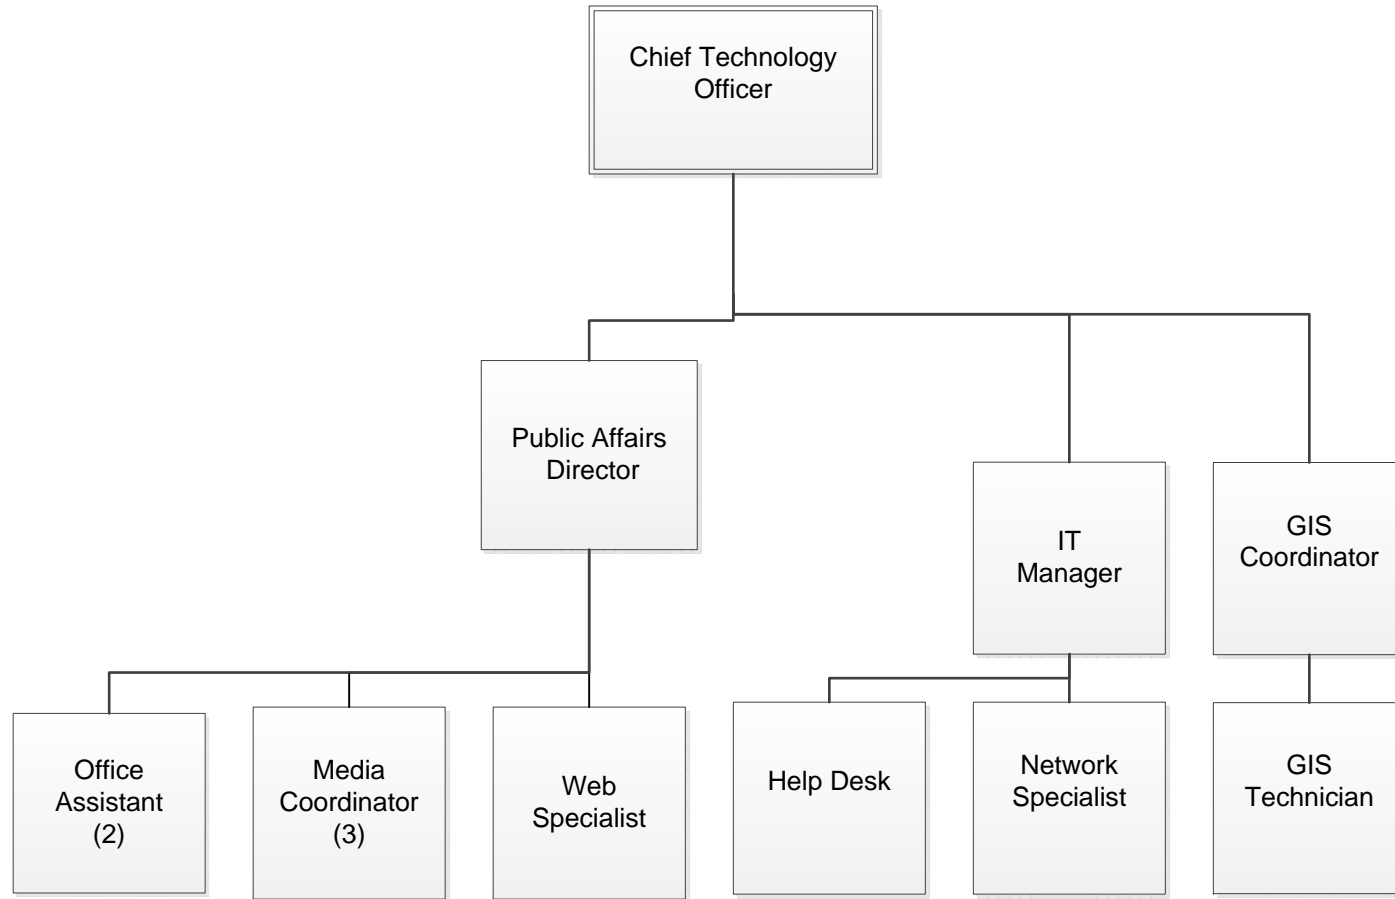 Chief Technology
Officer
Public Affairs
Director
IT
Manager
GIS
Coordinator
Office
Assistant
(2)
Media
Coordinator
(3)
Web
Specialist
Help Desk
Network
Specialist
GIS
Technician